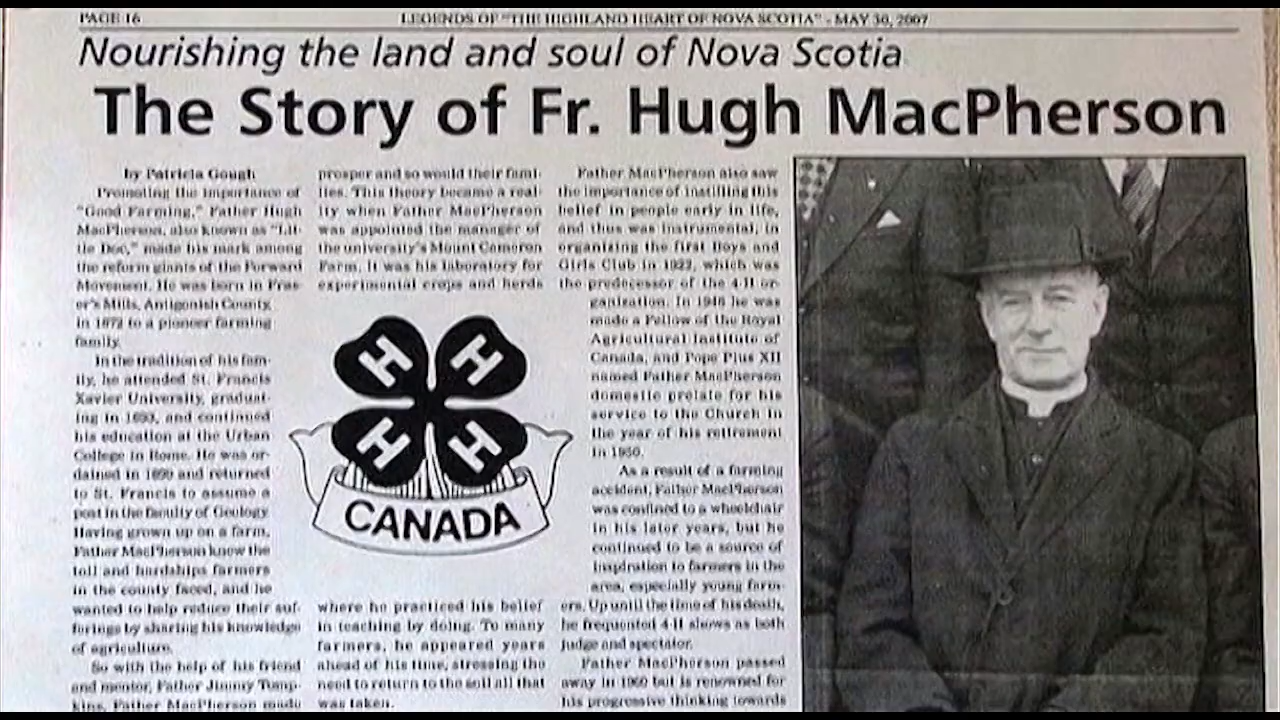 PAGE 16
LEGENDS OF "THE HIGHLAND HEART OF NOVA SCOTIA" - MAY 30, 2007
Nourishing the land and soul of Nova Scotia
The Story of Fr. Hugh MacPherson
by Patricia Gough
Promoting the importance of
"Good Farming," Father Hugh
MacPherson, also known as "Lit-
tle Doc," made his mark among
the reform giants of the Forward
Movement. He was born in Fras-
er's Mills, Antigonish County,
in 1872 to a pioneer farming
family.
In the tradition of his fam-
ily, he attended St. Francis
Xavier University, graduat-
ing in 1893, and continued
his education at the Urban
College in Rome. He was or-
dained in 1899 and returned
to St. Francis to assume a
post in the faculty of Geology.
Having grown up on a farm,
Father MacPherson knew the
toil and hardships farmers
in the county faced, and he
wanted to help reduce their suf-
ferings by sharing his knowledge
of agriculture.
So with the help of his friend
and mentor, Father Jimmy Tomp-
kins, Father MacPherson made
prosper and so would their fami-
lies. This theory became a real-
ity when Father MacPherson
was appointed the manager of
the university's Mount Cameron
Farm. It was his laboratory for
experimental crops and herds
H H
H H
CANADA
where he practiced his belief
in teaching by doing. To many
farmers, he appeared years
ahead of his time, stressing the
need to return to the soil all that
was taken.
Father MacPherson also saw
the importance of instilling this
belief in people early in life,
and thus was instrumental, in
organizing the first Boys and
Girls Club in 1922, which was
the predecessor of the 4-H or-
ganization. In 1946 he was
made a Fellow of the Royal
Agricultural Institute of
Canada, and Pope Pius XII
named Father MacPherson
domestic prelate for his
service to the Church in
the year of his retirement
in 1950.
As a result of a farming
accident, Father MacPherson
was confined to a wheelchair
in his later years, but he
continued to be a source of
inspiration to farmers in the
area, especially young farm-
ers. Up until the time of his death,
he frequented 4-H shows as both
judge and spectator.
Father MacPherson passed
away in 1960 but is renowned for
his progressive thinking towards